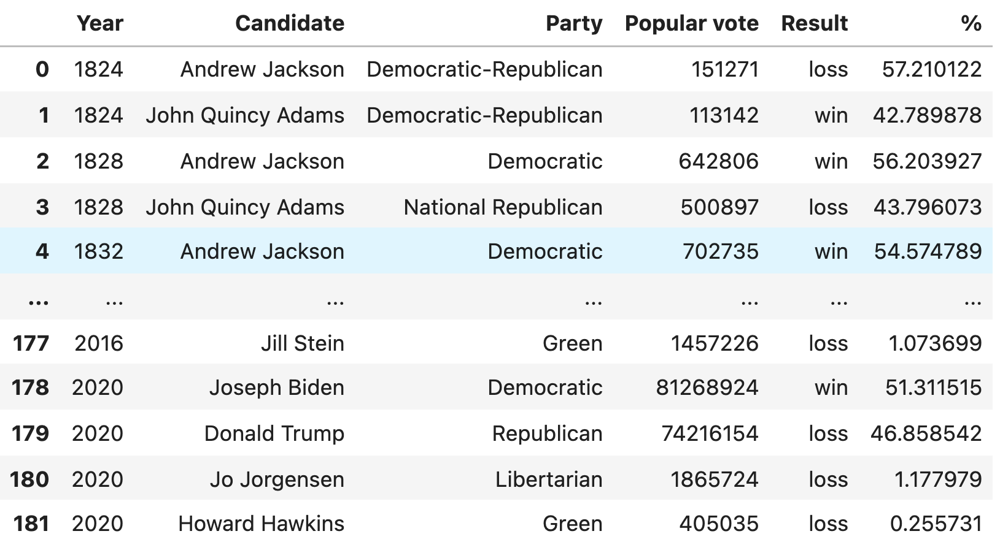 Year Candidate Party Popular vote Result %
0 1824 Andrew Jackson Democratic-Republican 151271 loss 57.210122
1 1824 John Quincy Adams Democratic-Republican 113142 win 42.789878
2 1828 Andrew Jackson Democratic 642806 win 56.203927
3 1828 John Quincy Adams National Republican 500897 loss 43.796073
4 1832 Andrew Jackson Democratic 702735 win 54.574789
... ... ... ... ... ... ...
177 2016 Jill Stein Green 1457226 loss 1.073699
178 2020 Joseph Biden Democratic 81268924 win 51.311515
179 2020 Donald Trump Republican 74216154 loss 46.858542
180 2020 Jo Jorgensen Libertarian 1865724 loss 1.177979
181 2020 Howard Hawkins Green 405035 loss 0.255731